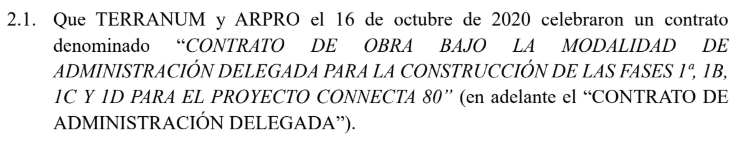 2.1. Que TERRANUM y ARPRO el 16 de octubre de 2020 celebraron un contrato
denominado “CONTRATO DE OBRA BAJO LA MODALIDAD DE
ADMINISTRACIÓN DELEGADA PARA LA CONSTRUCCIÓN DE LAS FASES 1ª, 1B,
1C Y 1D PARA EL PROYECTO CONNECTA 80” (en adelante el “CONTRATO DE
ADMINISTRACIÓN DELEGADA”).